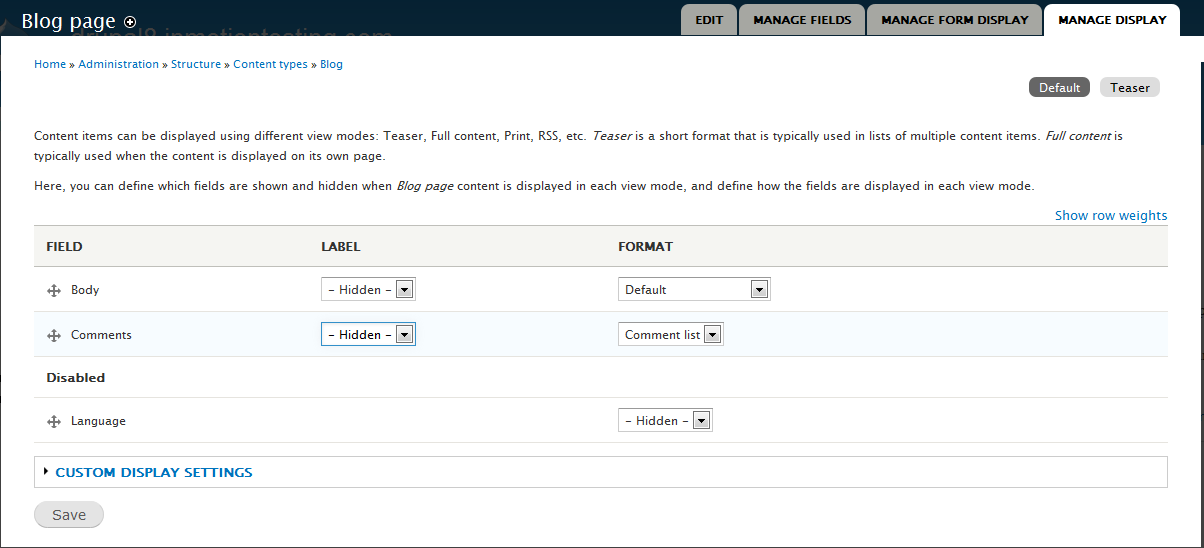 Blog page
drupal8.inmotiontesting.com
EDIT MANAGE FIELDS MANAGE FORM DISPLAY MANAGE DISPLAY
Home » Administration » Structure » Content types » Blog
Default Teaser
Content items can be displayed using different view modes: Teaser, Full content, Print, RSS, etc. Teaser is a short format that is typically used in lists of multiple content items. Full content is
typically used when the content is displayed on its own page.
Here, you can define which fields are shown and hidden when Blog page content is displayed in each view mode, and define how the fields are displayed in each view mode.
Show row weights
FIELD LABEL FORMAT
Body - Hidden - Default
Comments - Hidden - Comment list
Disabled
Language - Hidden -
CUSTOM DISPLAY SETTINGS
Save